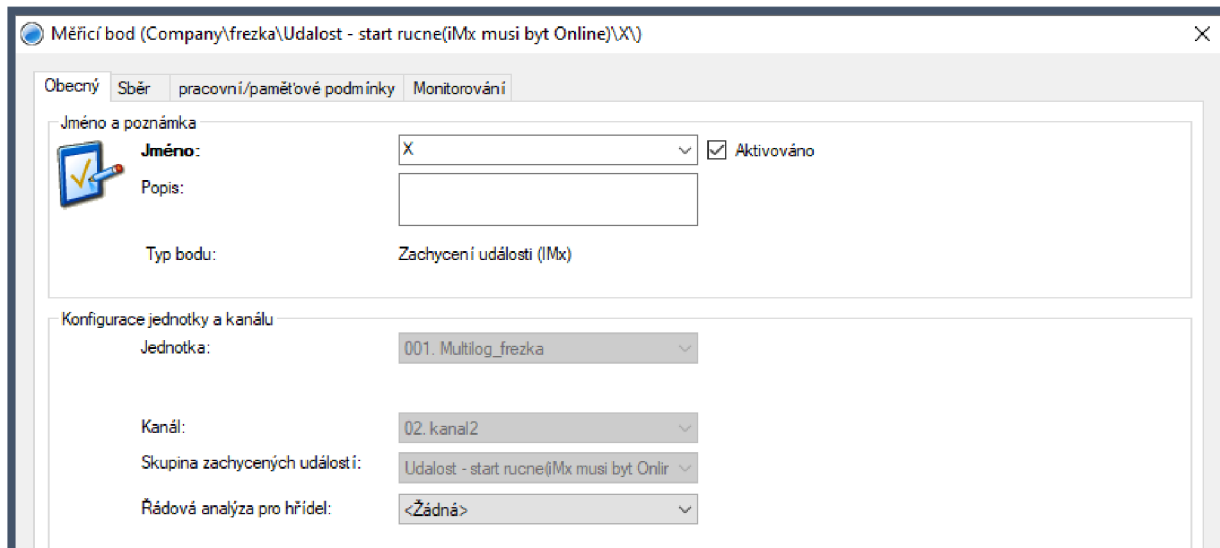 Měřicí bod (Company\frezka\Udalost - start rucne(iMx musi byt Online)\X\)
Obecný Sběr pracovní/paměťové podmínky Monitorování
Jméno a poznámka
Jméno: X Aktivováno
Popis:
Typ bodu: Zachycení události (IMx)
Konfigurace jednotky a kanálu
Jednotka: 001. Multilog_frezka
Kanál: 02. kanal2
Skupina zachycených událostí: Udalost - start rucne(iMx musi byt Onlir
Řádová analýza pro hřídel: <Žádná>